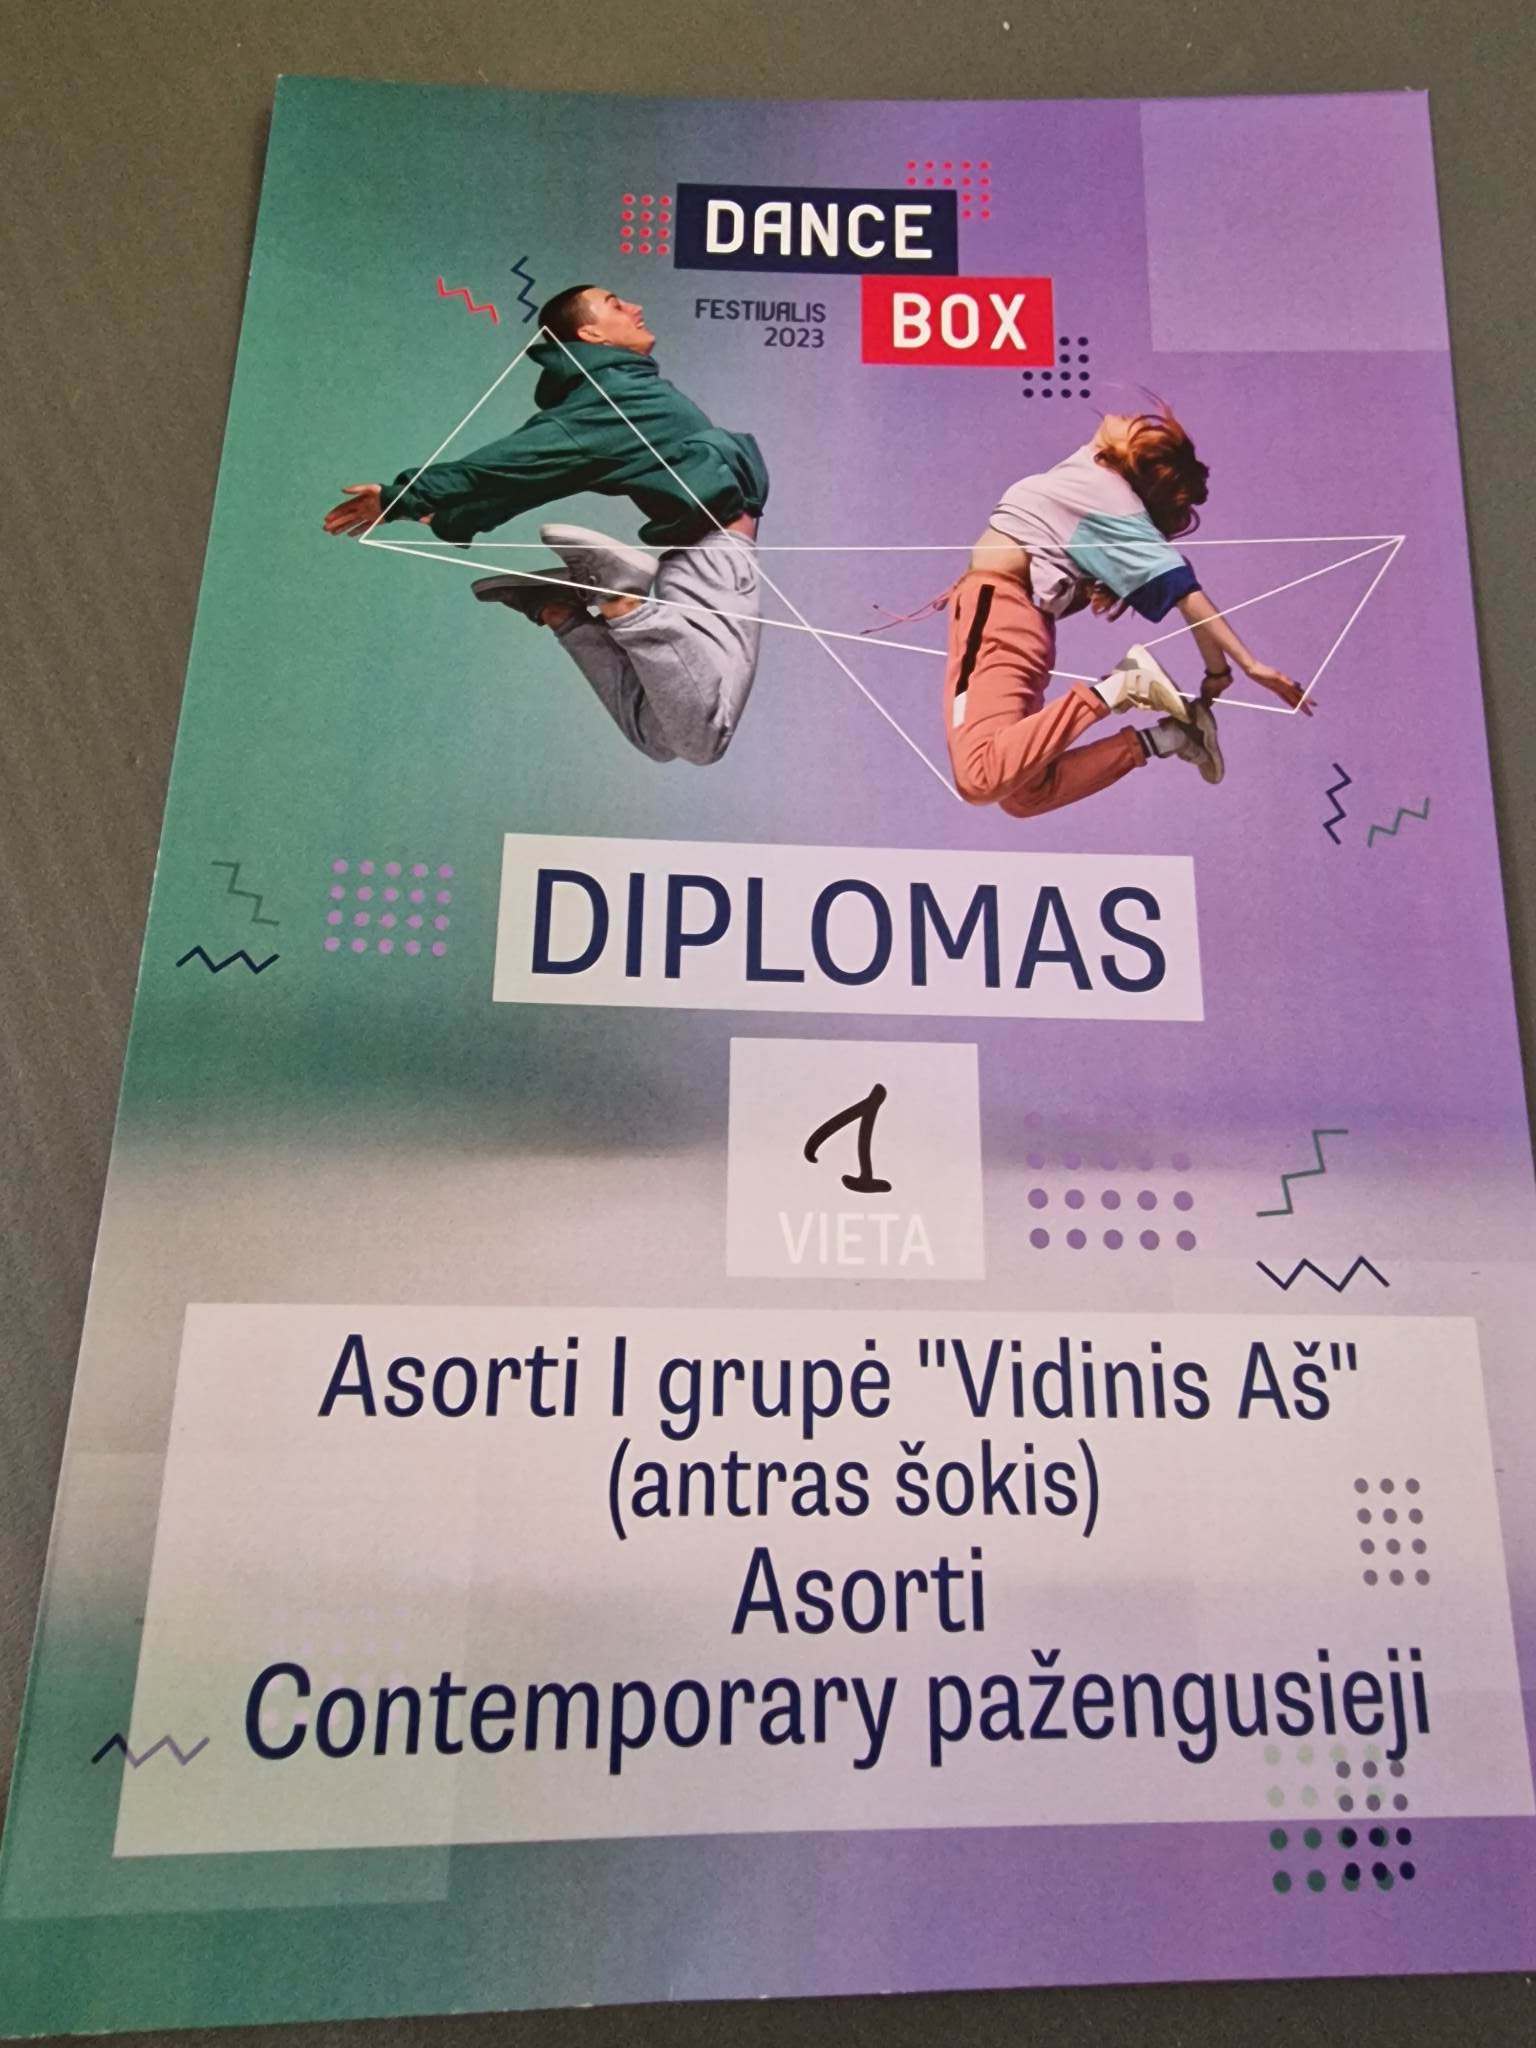 DANCE
BOX
FESTIVALIS
2023
DIPLOMAS
1
VIETA
Asorti I grupė "Vidinis Aš"
(antras šokis)
Asorti
Contemporary pažengusieji